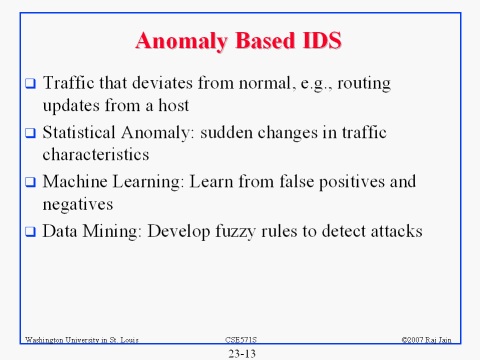 Anomaly Based IDS
Traffic that deviates from normal, e.g., routing
updates from a host
Statistical Anomaly: sudden changes in traffic
characteristics
Machine Learning: Learn from false positives and
negatives
Data Mining: Develop fuzzy rules to detect attacks
Washington University in St. Louis CSE571S ©2007 Raj Jain
23-13